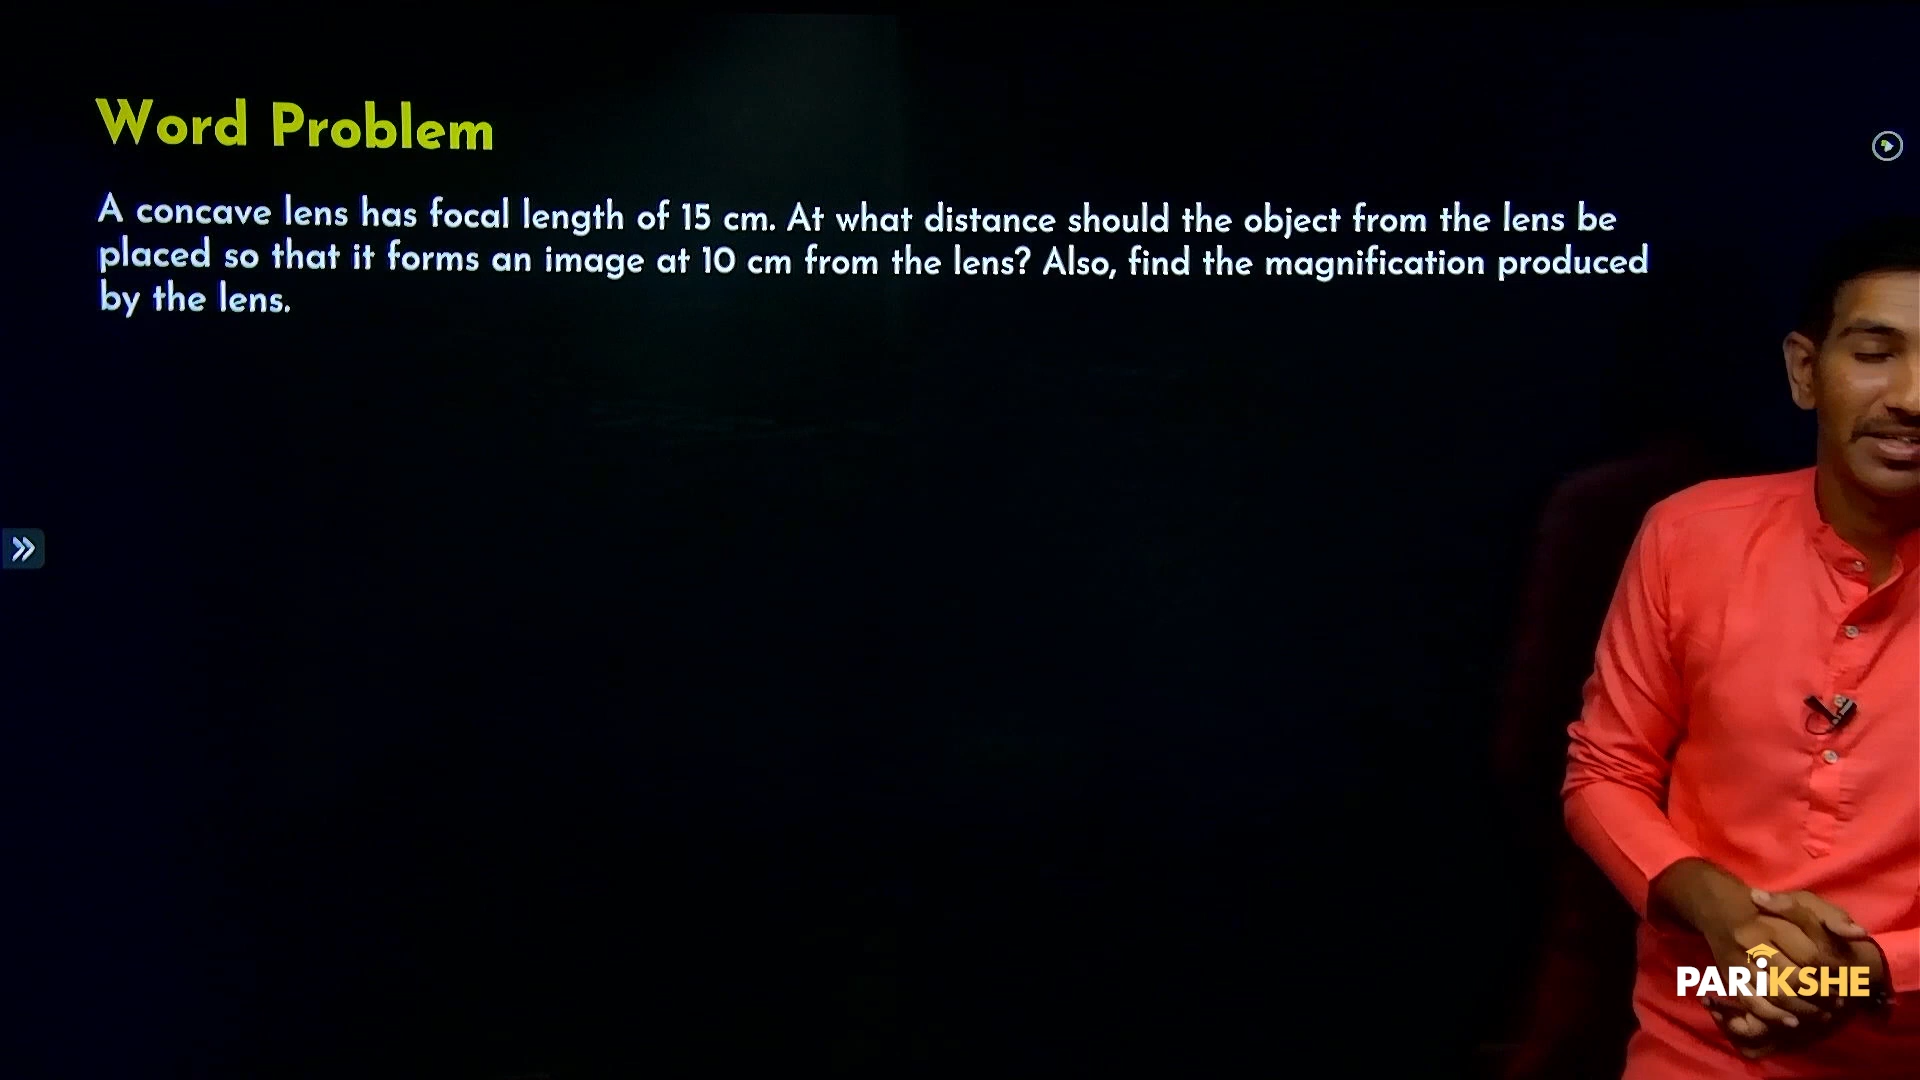 Word Problem
A concave lens has focal length of 15 cm. At what distance should the object from the lens be
placed so that it forms an image at 10 cm from the lens? Also, find the magnification produced
by the lens.
PARiKSHE